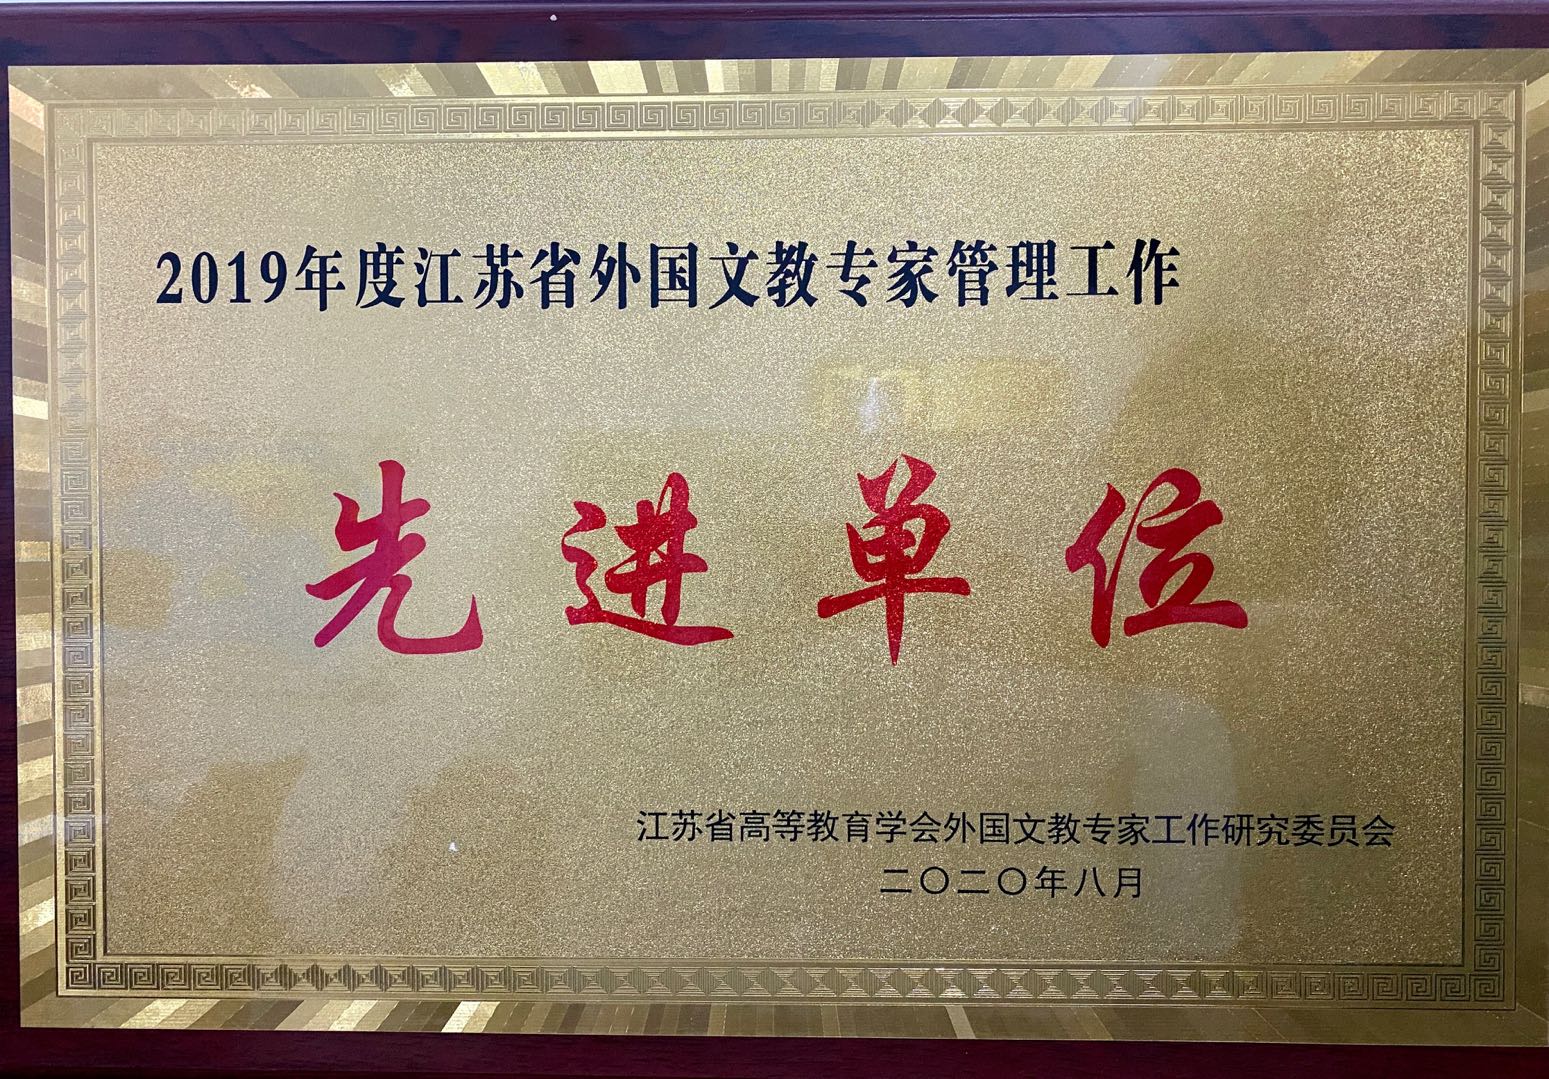 2019年度江苏省外国文教专家管理工作
先进单位
江苏省高等教育学会外国文教专家工作研究委员会
二〇二〇年八月